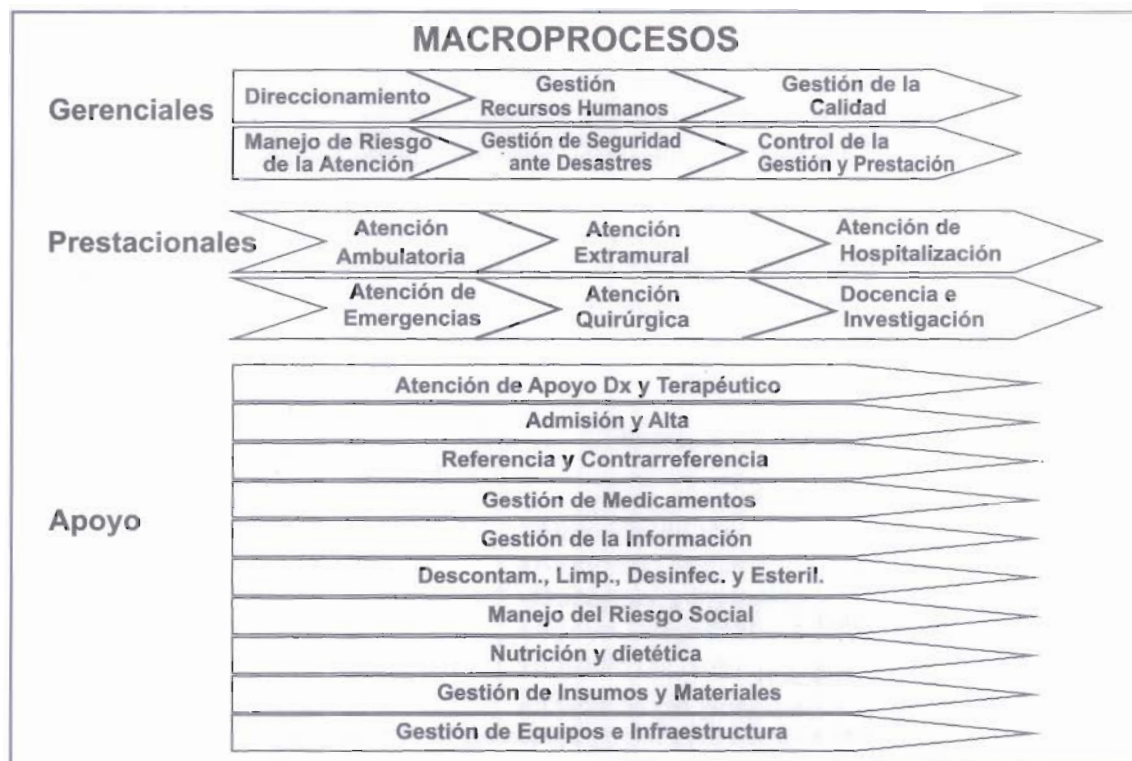 MACROPROCESOS
Gerenciales
Direccionamiento
Gestión
Recursos Humanos
Gestión de la
Calidad
Manejo de Riesgo
de la Atención
Gestión de Seguridad
ante Desastres
Control de la
Gestión y Prestación
Prestacionales
Atención
Ambulatoria
Atención
Extramural
Atención de
Hospitalización
Atención de
Emergencias
Atención
Quirúrgica
Docencia e
Investigación
Apoyo
Atención de Apoyo Dx y Terapéutico
Admisión y Alta
Referencia y Contrarreferencia
Gestión de Medicamentos
Gestión de la Información
Descontam., Limp., Desinfec. y Esteril.
Manejo del Riesgo Social
Nutrición y dietética
Gestión de Insumos y Materiales
Gestión de Equipos e Infraestructura